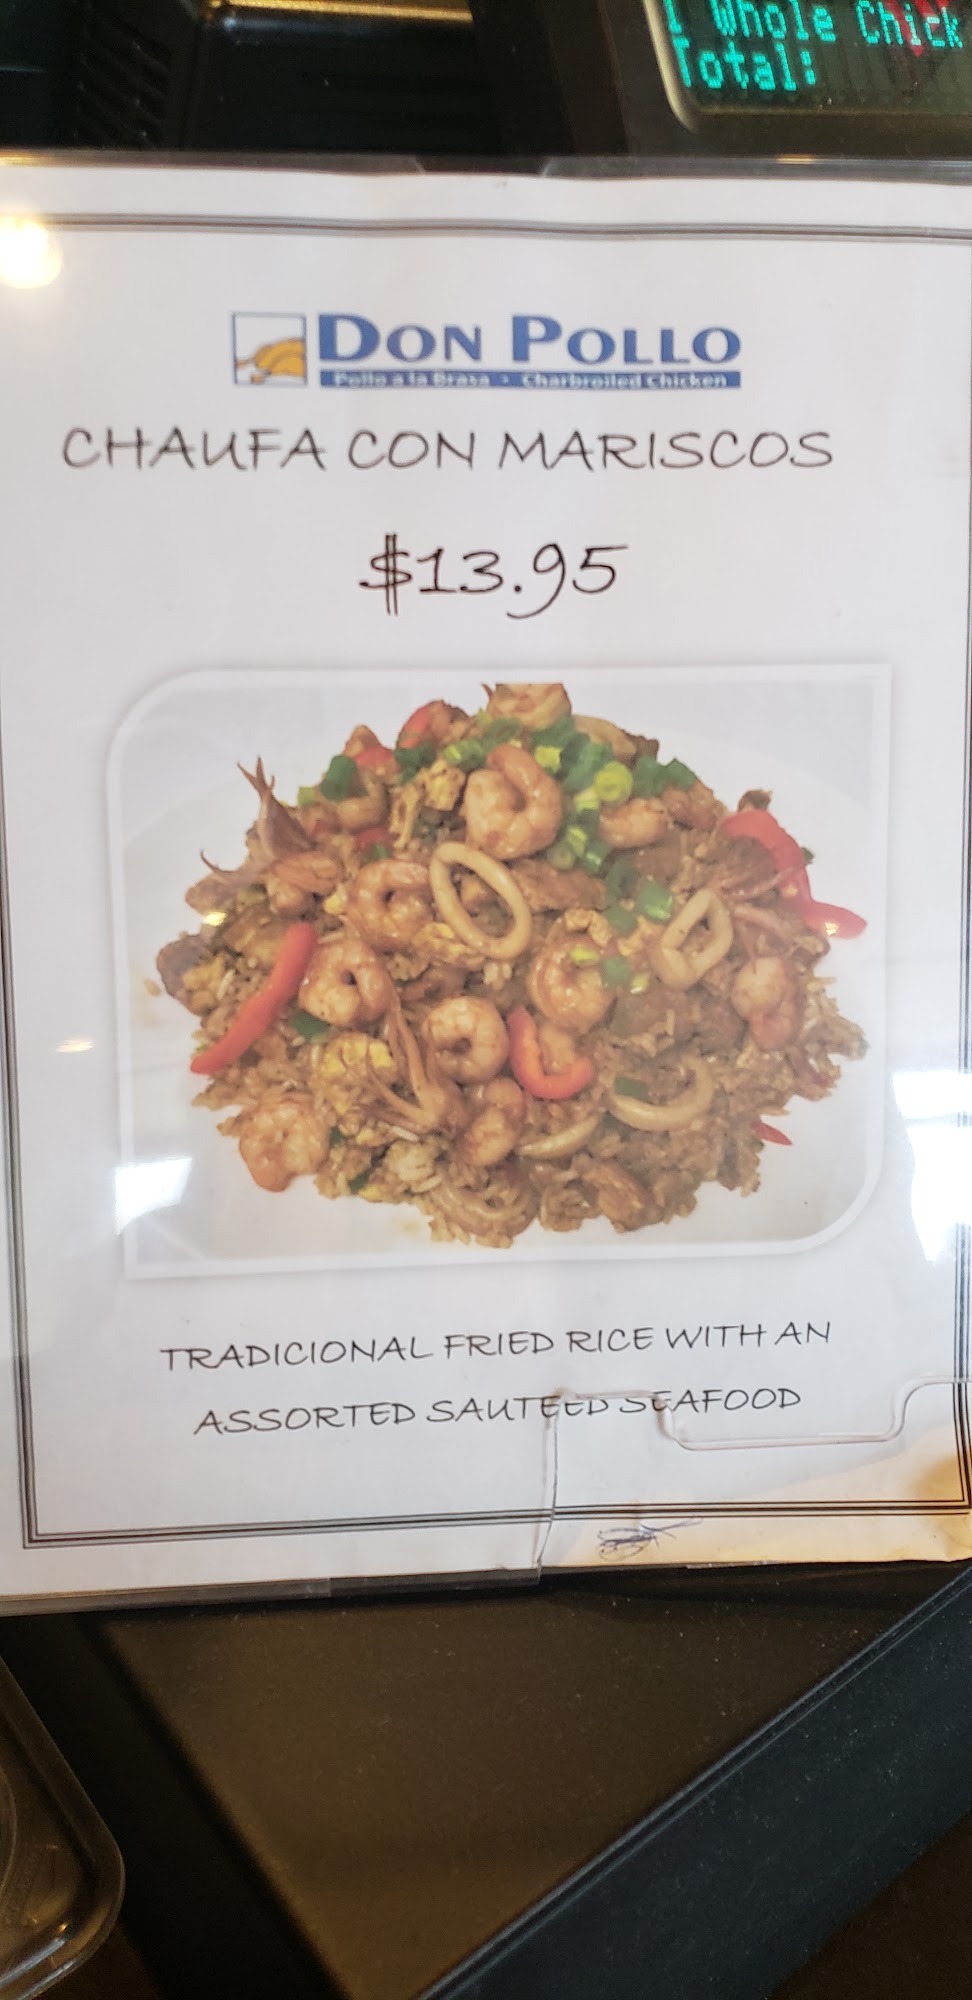 1 Whole Chick
Total:
DON POLLO
Pollo a la Brasa • Charbroiled Chicken
CHAUFA CON MARISCOS
$13.95
TRADICIONAL FRIED RICE WITH AN
ASSORTED SAUTEED SEAFOOD